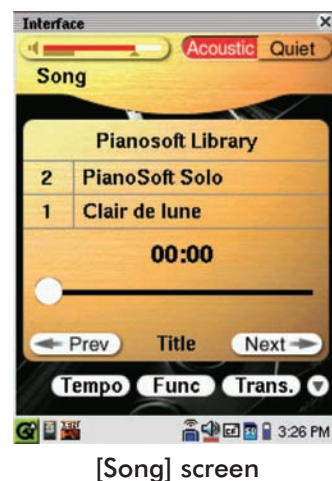 Interface x
Acoustic Quiet
Song
Pianosoft Library
2 PianoSoft Solo
1 Clair de lune
00:00
Prev Title Next
Tempo Func Trans.
3:26 PM
[Song] screen